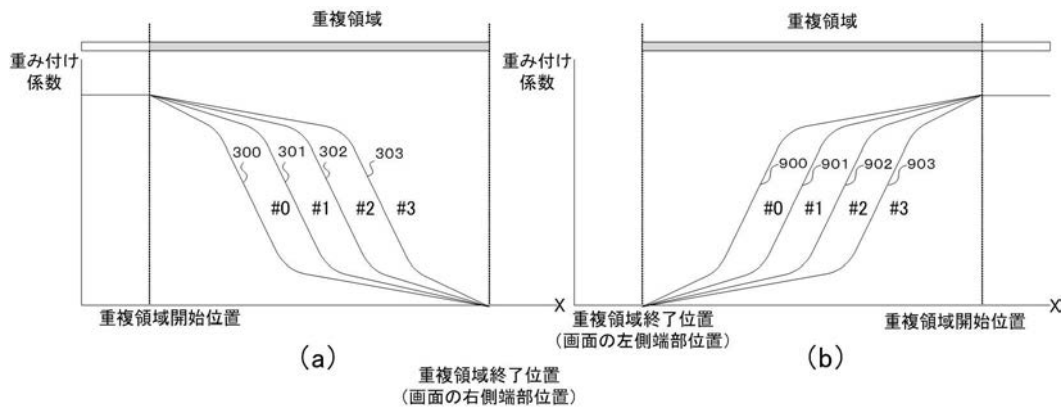 重複領域
重み付け
係数
300
301
302
303
#0
#1
#2
#3
X
重複領域開始位置
(a)
重複領域終了位置
(画面の右側端部位置)
重複領域
重み付け
係数
900
901
902
903
#0
#1
#2
#3
X
重複領域終了位置
(画面の左側端部位置)
重複領域開始位置
(b)